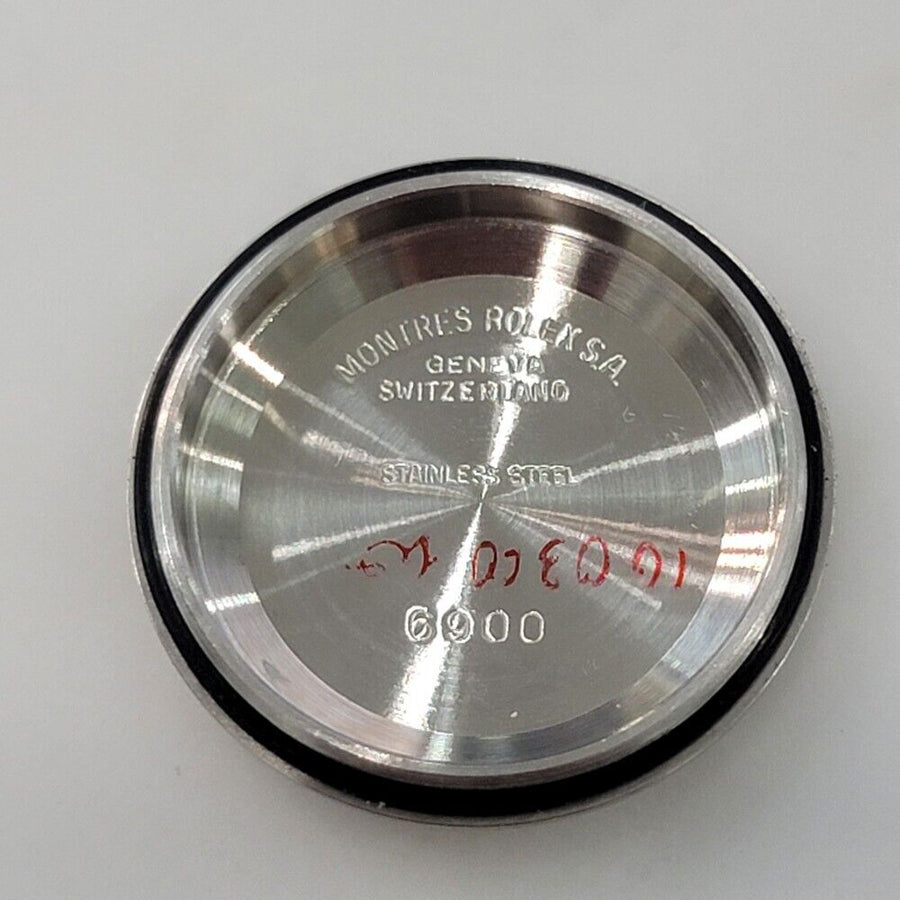 MONTRES ROLEX S.A.
GENEVA
SWITZERLAND
STAINLESS STEEL
6900